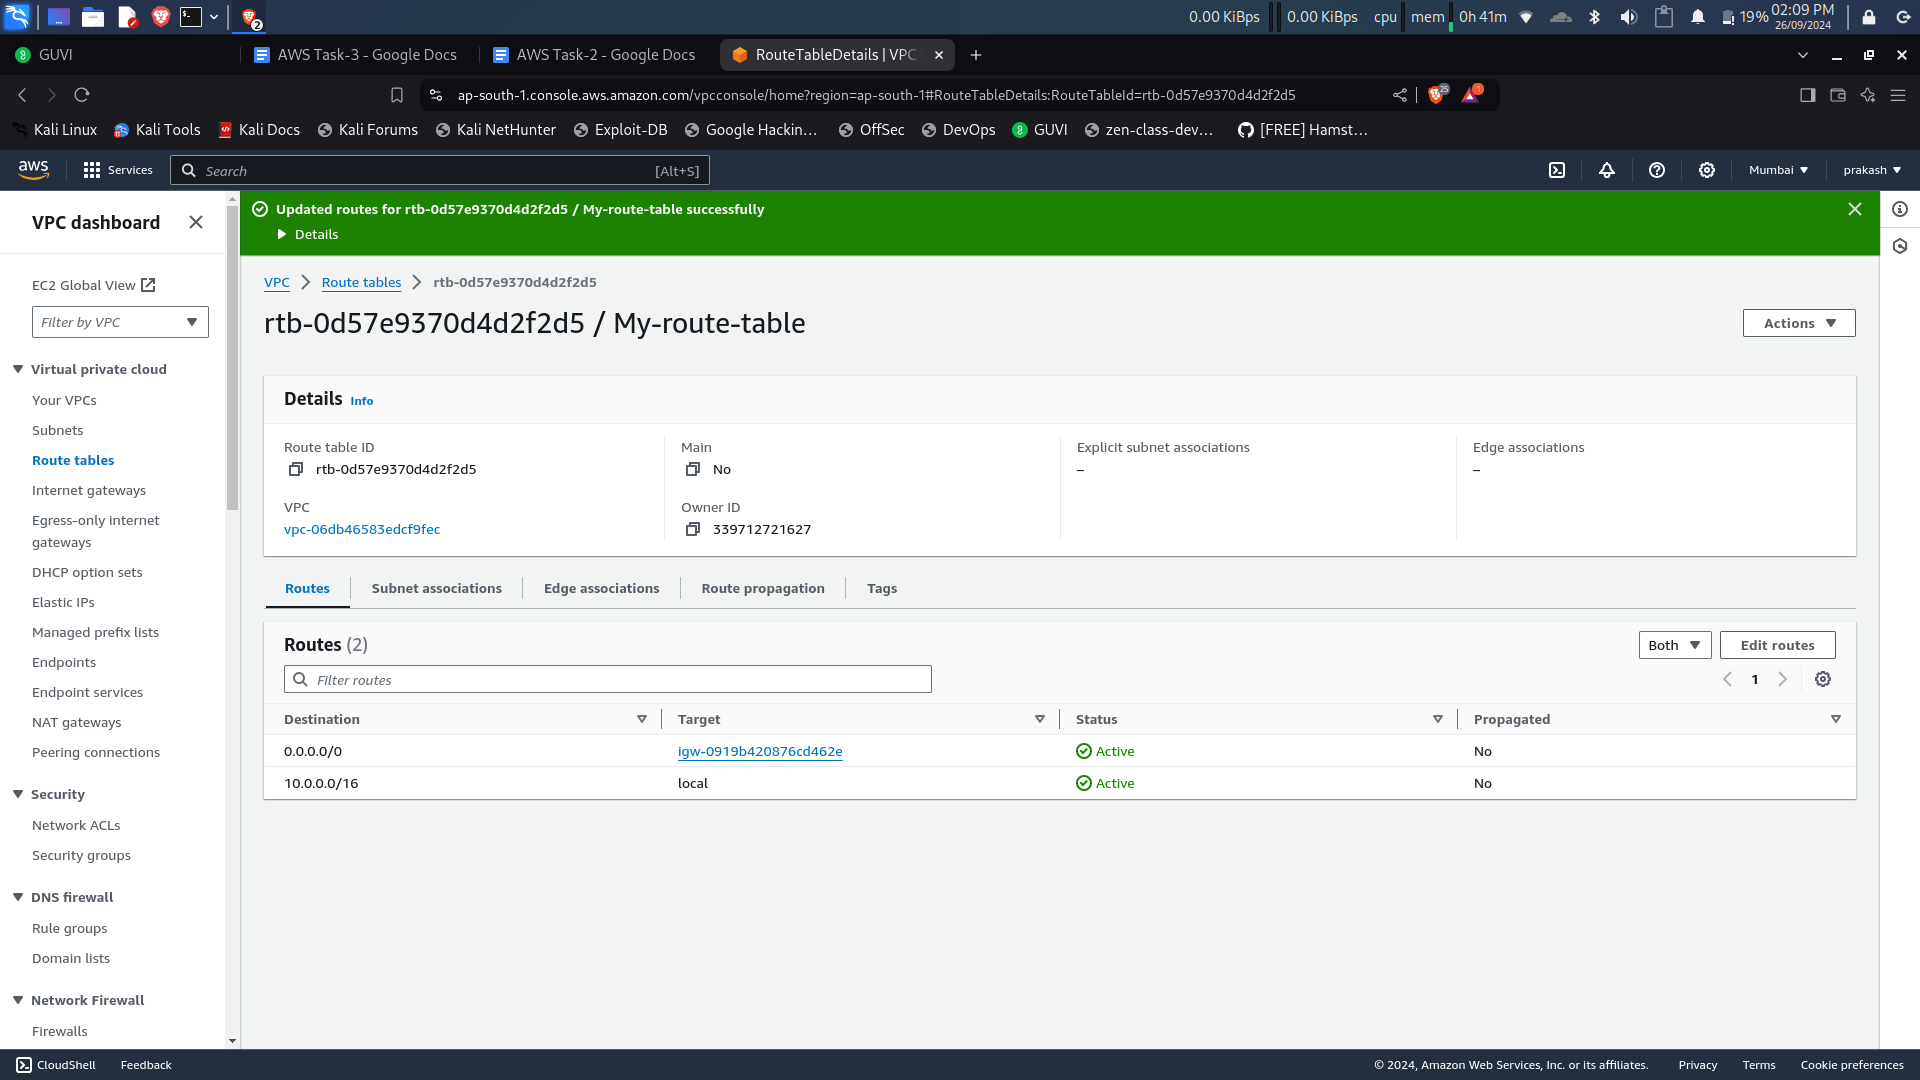 0.00 KiBps 0.00 KiBps cpu mem 0h 41m 19% 02:09 PM
26/09/2024
2
GUVI AWS Task-3 - Google Docs AWS Task-2 - Google Docs RouteTableDetails | VPC
ap-south-1.console.aws.amazon.com/vpcconsole/home?region=ap-south-1#RouteTableDetails:RouteTableId=rtb-0d57e9370d4d2f2d5 25 1
Kali Linux Kali Tools Kali Docs Kali Forums Kali NetHunter Exploit-DB Google Hackin… OffSec DevOps GUVI zen-class-dev… [FREE] Hamst…
aws Services Search [Alt+S] Mumbai prakash
VPC dashboard
EC2 Global View
Filter by VPC
Virtual private cloud
Your VPCs
Subnets
Route tables
Internet gateways
Egress-only internet
gateways
DHCP option sets
Elastic IPs
Managed prefix lists
Endpoints
Endpoint services
NAT gateways
Peering connections
Security
Network ACLs
Security groups
DNS firewall
Rule groups
Domain lists
Network Firewall
Firewalls
Updated routes for rtb-0d57e9370d4d2f2d5 / My-route-table successfully
Details
VPC Route tables rtb-0d57e9370d4d2f2d5
rtb-0d57e9370d4d2f2d5 / My-route-table
Actions
Details Info
Route table ID
rtb-0d57e9370d4d2f2d5
VPC
vpc-06db46583edcf9fec
Main
No
Owner ID
339712721627
Explicit subnet associations
–
Edge associations
–
Routes Subnet associations Edge associations Route propagation Tags
Routes (2)
Both Edit routes
Filter routes
1
Destination Target Status Propagated
0.0.0.0/0 igw-0919b420876cd462e Active No
10.0.0.0/16 local Active No
CloudShell Feedback © 2024, Amazon Web Services, Inc. or its affiliates. Privacy Terms Cookie preferences